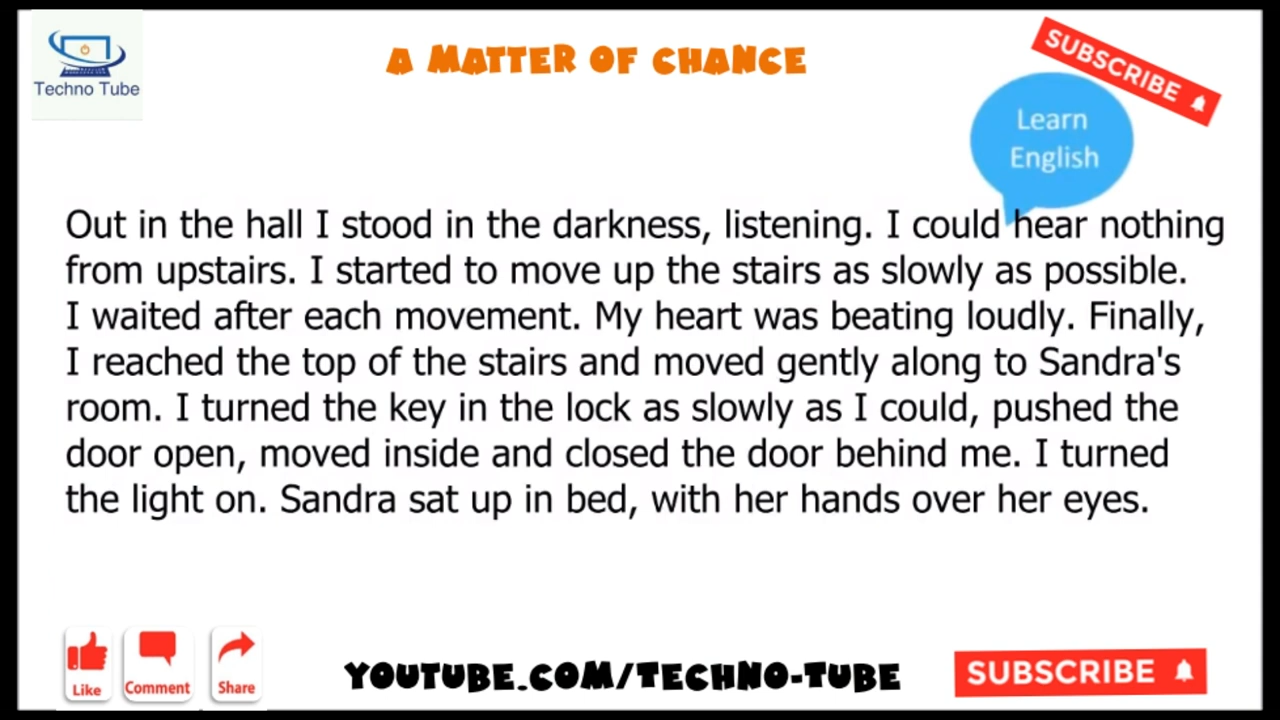 Techno Tube
A MATTER OF CHANCE
SUBSCRIBE
Learn
English
Out in the hall I stood in the darkness, listening. I could hear nothing
from upstairs. I started to move up the stairs as slowly as possible.
I waited after each movement. My heart was beating loudly. Finally,
I reached the top of the stairs and moved gently along to Sandra's
room. I turned the key in the lock as slowly as I could, pushed the
door open, moved inside and closed the door behind me. I turned
the light on. Sandra sat up in bed, with her hands over her eyes.
Like
Comment
Share
YOUTUBE.COM/TECHNO-TUBE
SUBSCRIBE